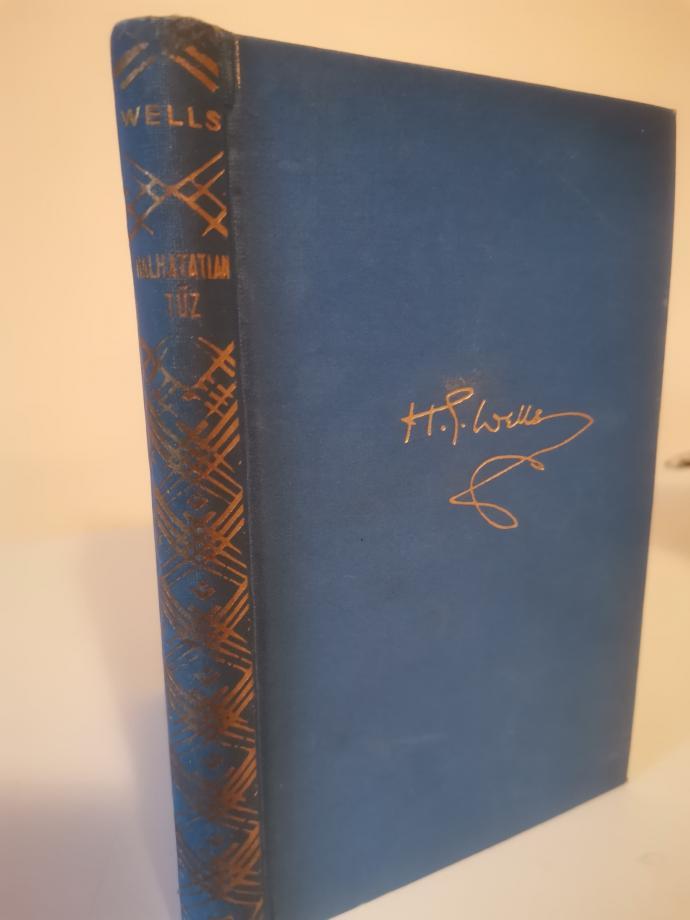 WELLS
HALHATATLAN
TŰZ
H. G. Wells